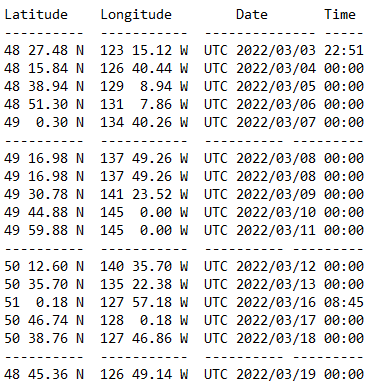 Latitude    Longitude        Date       Time
----------  -----------  ---------- --------
48 27.48 N  123 15.12 W  UTC 2022/03/03 22:51
48 15.84 N  126 40.44 W  UTC 2022/03/04 00:00
48 38.94 N  129  8.94 W  UTC 2022/03/05 00:00
48 51.30 N  131  7.86 W  UTC 2022/03/06 00:00
49  0.30 N  134 40.26 W  UTC 2022/03/07 00:00
----------  -----------  ---------- ---------
49 16.98 N  137 49.26 W  UTC 2022/03/08 00:00
49 16.98 N  137 49.26 W  UTC 2022/03/08 00:00
49 30.78 N  141 23.52 W  UTC 2022/03/09 00:00
49 44.88 N  145  0.00 W  UTC 2022/03/10 00:00
49 59.88 N  145  0.00 W  UTC 2022/03/11 00:00
----------  -----------  --------------------
50 12.60 N  140 35.70 W  UTC 2022/03/12 00:00
50 35.70 N  135 22.38 W  UTC 2022/03/13 00:00
51  0.18 N  127 57.18 W  UTC 2022/03/16 08:45
50 46.74 N  128  0.18 W  UTC 2022/03/17 00:00
50 38.76 N  127 46.86 W  UTC 2022/03/18 00:00
----------  -----------  --------------------
48 45.36 N  126 49.14 W  UTC 2022/03/19 00:00